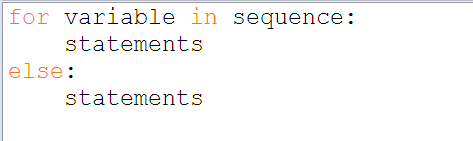 for variable in sequence:
    statements
else:
    statements